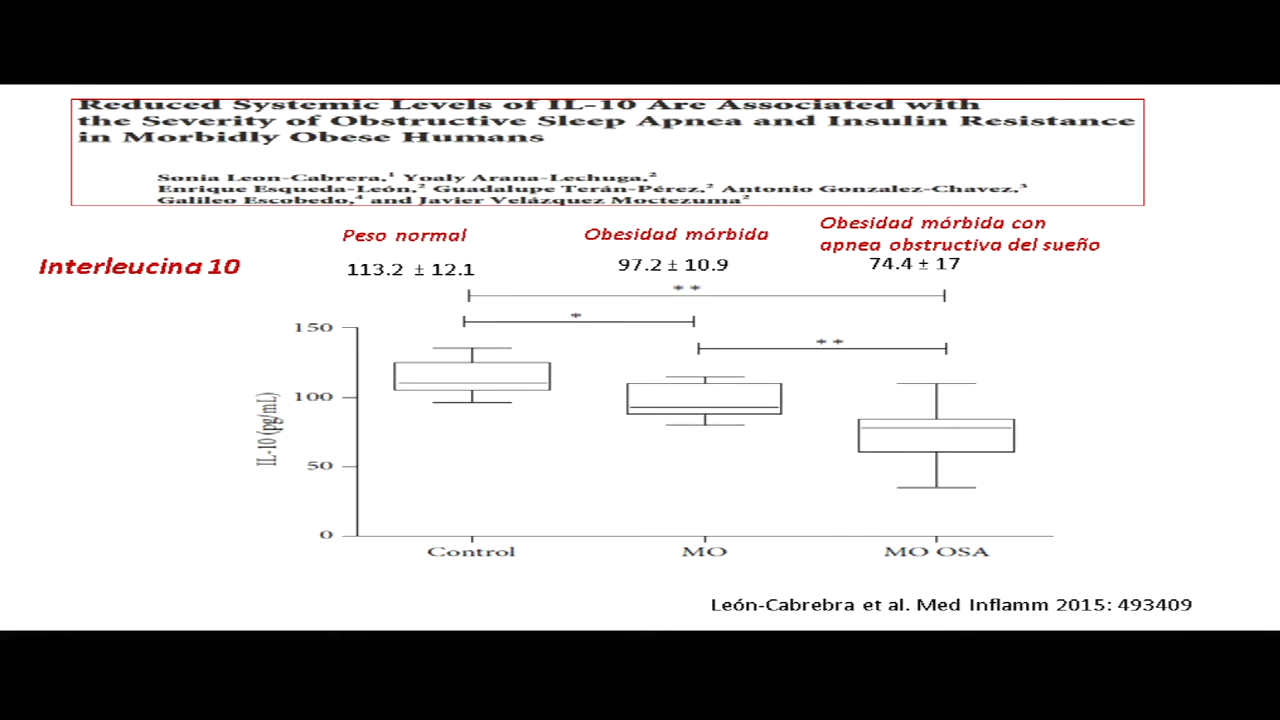 Reduced Systemic Levels of IL-10 Are Associated with
the Severity of Obstructive Sleep Apnea and Insulin Resistance
in Morbidly Obese Humans
Sonia Leon-Cabrera,1 Yoaly Arana-Lechuga,2
Enrique Esqueda-León,2 Guadalupe Terán-Pérez,2 Antonio Gonzalez-Chavez,3
Galileo Escobedo,4 and Javier Velázquez Moctezuma2
Peso normal
Obesidad mórbida
Obesidad mórbida con
apnea obstructiva del sueño
Interleucina 10
113.2 ± 12.1
97.2 ± 10.9
74.4 ± 17
**
*
**
150
100
50
0
IL-10 (pg/mL)
Control
MO
MO OSA
León-Cabrebra et al. Med Inflamm 2015: 493409